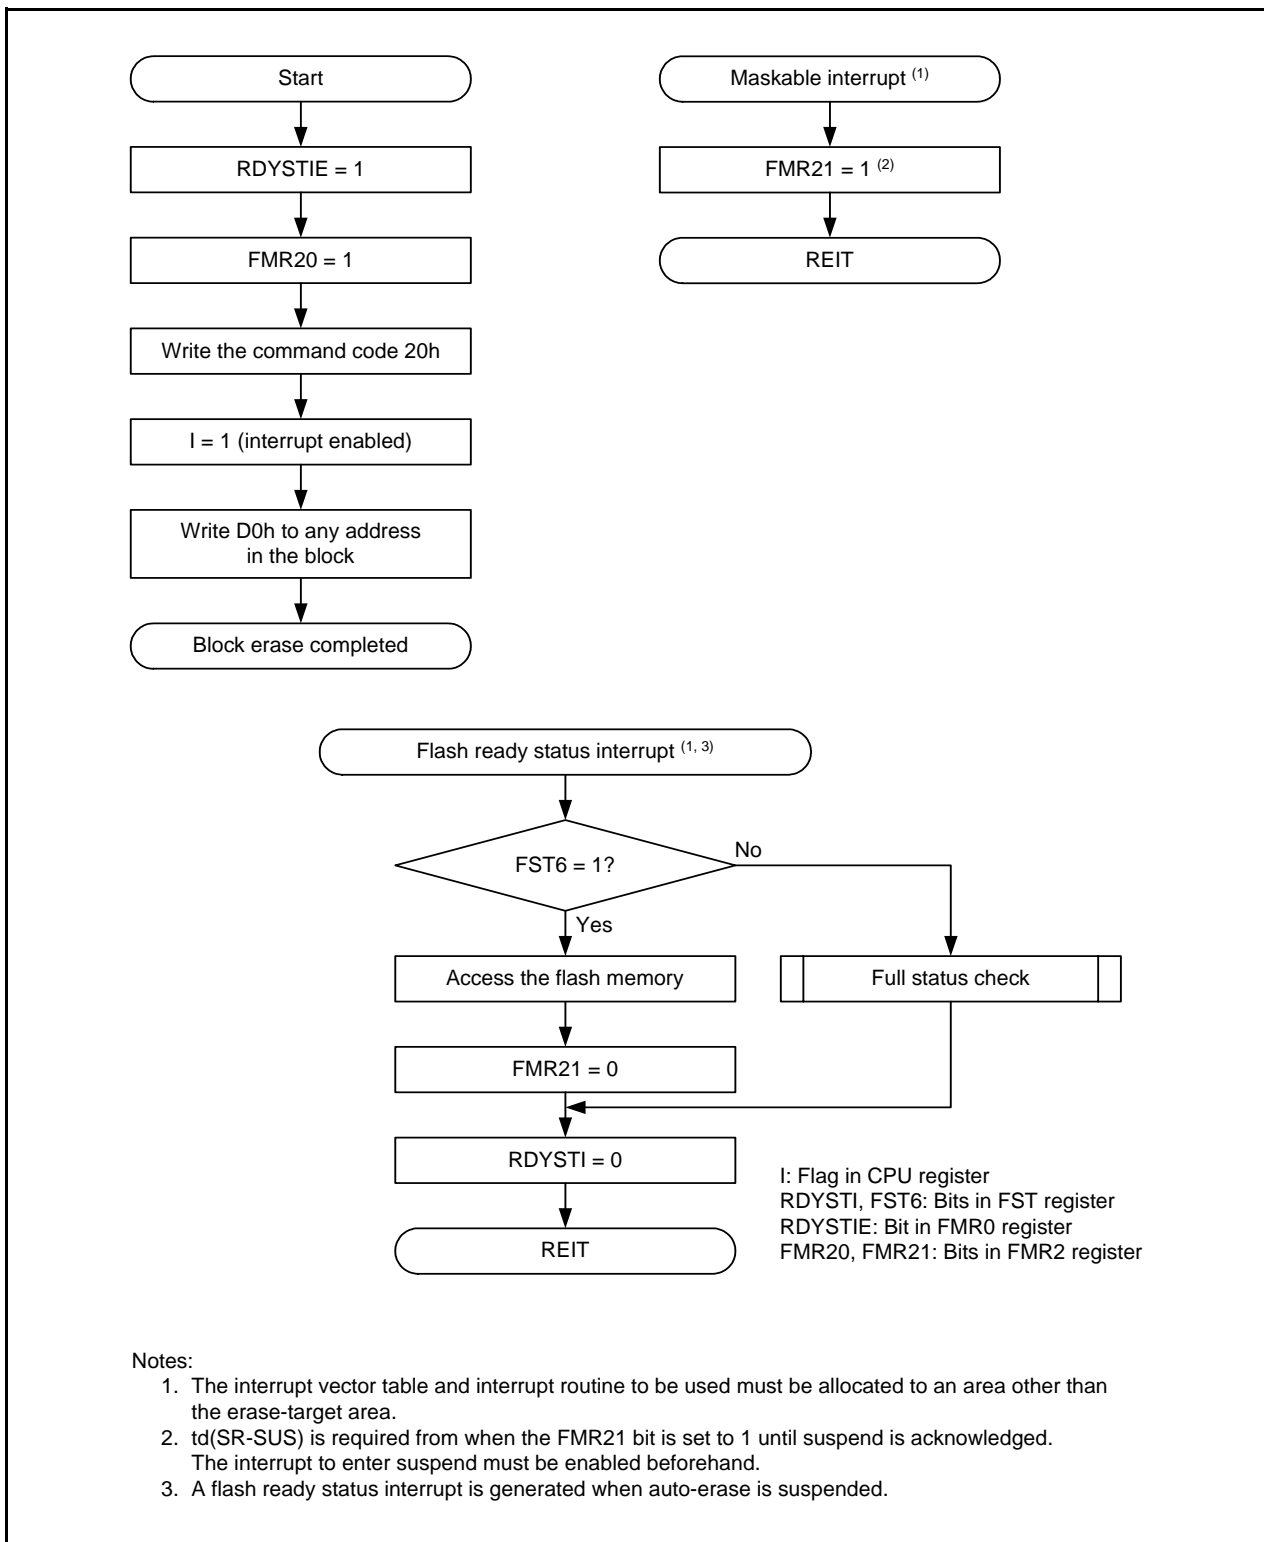 Start
RDYSTIE = 1
FMR20 = 1
Write the command code 20h
I = 1 (interrupt enabled)
Write D0h to any address
in the block
Block erase completed
Maskable interrupt (1)
FMR21 = 1 (2)
REIT
Flash ready status interrupt (1, 3)
FST6 = 1?
No
Yes
Access the flash memory
Full status check
FMR21 = 0
RDYSTI = 0
REIT
I: Flag in CPU register
RDYSTI, FST6: Bits in FST register
RDYSTIE: Bit in FMR0 register
FMR20, FMR21: Bits in FMR2 register
Notes:
1. The interrupt vector table and interrupt routine to be used must be allocated to an area other than
the erase-target area.
2. td(SR-SUS) is required from when the FMR21 bit is set to 1 until suspend is acknowledged.
The interrupt to enter suspend must be enabled beforehand.
3. A flash ready status interrupt is generated when auto-erase is suspended.